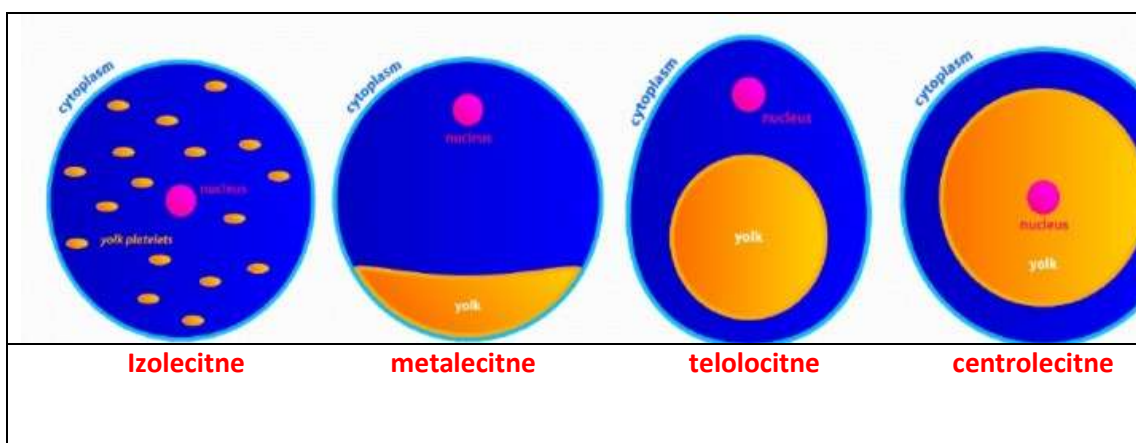 cytoplasm
nucleus
yolk platelets
cytoplasm
nucleus
yolk
cytoplasm
nucleus
yolk
cytoplasm
nucleus
yolk
Izolecitne
metalecitne
telolocitne
centrolecitne